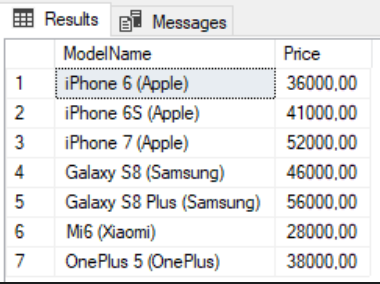 Results Messages
ModelName Price
1 iPhone 6 (Apple) 36000,00
2 iPhone 6S (Apple) 41000,00
3 iPhone 7 (Apple) 52000,00
4 Galaxy S8 (Samsung) 46000,00
5 Galaxy S8 Plus (Samsung) 56000,00
6 Mi6 (Xiaomi) 28000,00
7 OnePlus 5 (OnePlus) 38000,00